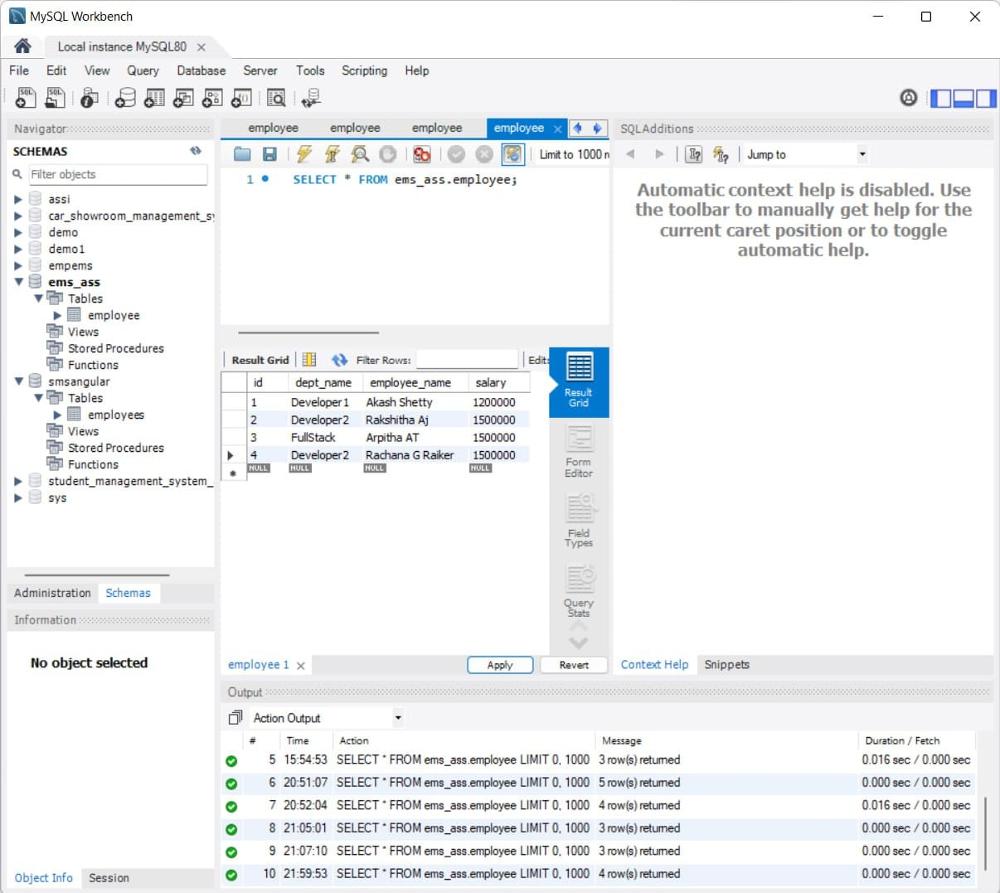 MySQL Workbench
Local instance MySQL80
File Edit View Query Database Server Tools Scripting Help
Navigator
SCHEMAS
Filter objects
assi
car_showroom_management_sy
demo
demo1
empems
ems_ass
Tables
employee
Views
Stored Procedures
Functions
smsangular
Tables
employees
Views
Stored Procedures
Functions
student_management_system_
sys
Administration Schemas
Information
No object selected
Object Info Session
employee employee employee employee
Limit to 1000 r
1 SELECT * FROM ems_ass.employee;
Result Grid Filter Rows: Edit:
id dept_name employee_name salary
1 Developer1 Akash Shetty 1200000
2 Developer2 Rakshitha Aj 1500000
3 FullStack Arpitha AT 1500000
4 Developer2 Rachana G Raiker 1500000
NULL NULL NULL NULL
Result
Grid
Form
Editor
Field
Types
Query
Stats
employee 1 Apply Revert
SQLAdditions
Jump to
Automatic context help is disabled. Use
the toolbar to manually get help for the
current caret position or to toggle
automatic help.
Context Help Snippets
Output
Action Output
# Time Action Message Duration / Fetch
5 15:54:53 SELECT * FROM ems_ass.employee LIMIT 0, 1000 3 row(s) returned 0.016 sec / 0.000 sec
6 20:51:07 SELECT * FROM ems_ass.employee LIMIT 0, 1000 5 row(s) returned 0.000 sec / 0.000 sec
7 20:52:04 SELECT * FROM ems_ass.employee LIMIT 0, 1000 4 row(s) returned 0.016 sec / 0.000 sec
8 21:05:01 SELECT * FROM ems_ass.employee LIMIT 0, 1000 3 row(s) returned 0.000 sec / 0.000 sec
9 21:07:10 SELECT * FROM ems_ass.employee LIMIT 0, 1000 3 row(s) returned 0.000 sec / 0.000 sec
10 21:59:53 SELECT * FROM ems_ass.employee LIMIT 0, 1000 4 row(s) returned 0.000 sec / 0.000 sec